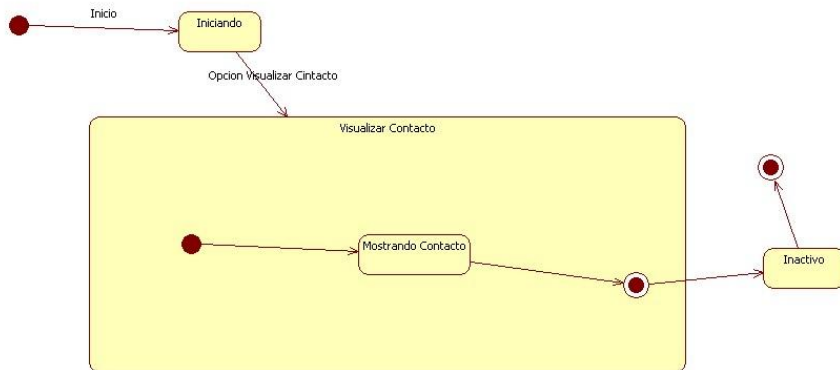 Inicio
Iniciando
Opcion Visualizar Cintacto
Visualizar Contacto
Mostrando Contacto
Inactivo